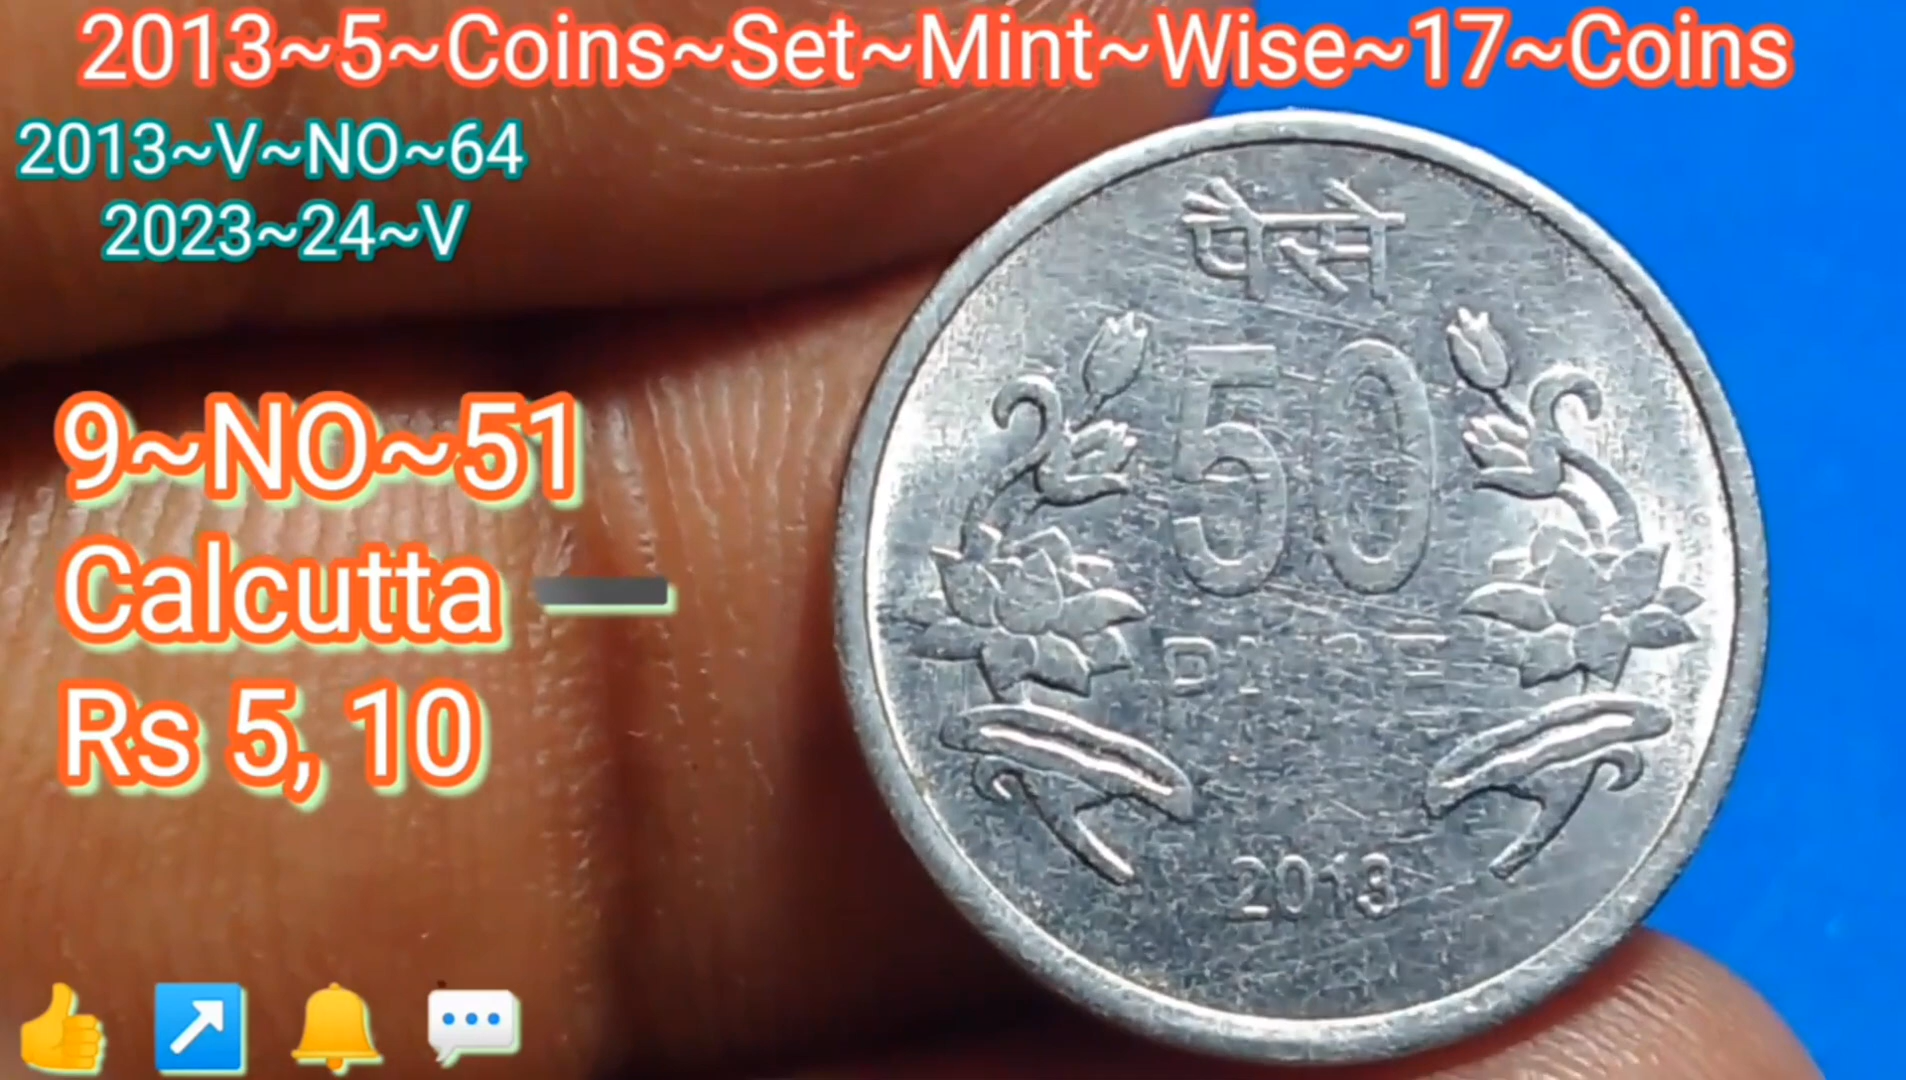 2013~5~Coins~Set~Mint~Wise~17~Coins
2013~V~NO~64
2023~24~V
9~NO~51
Calcutta
Rs 5, 10
पैसे
50
PAISE
2013